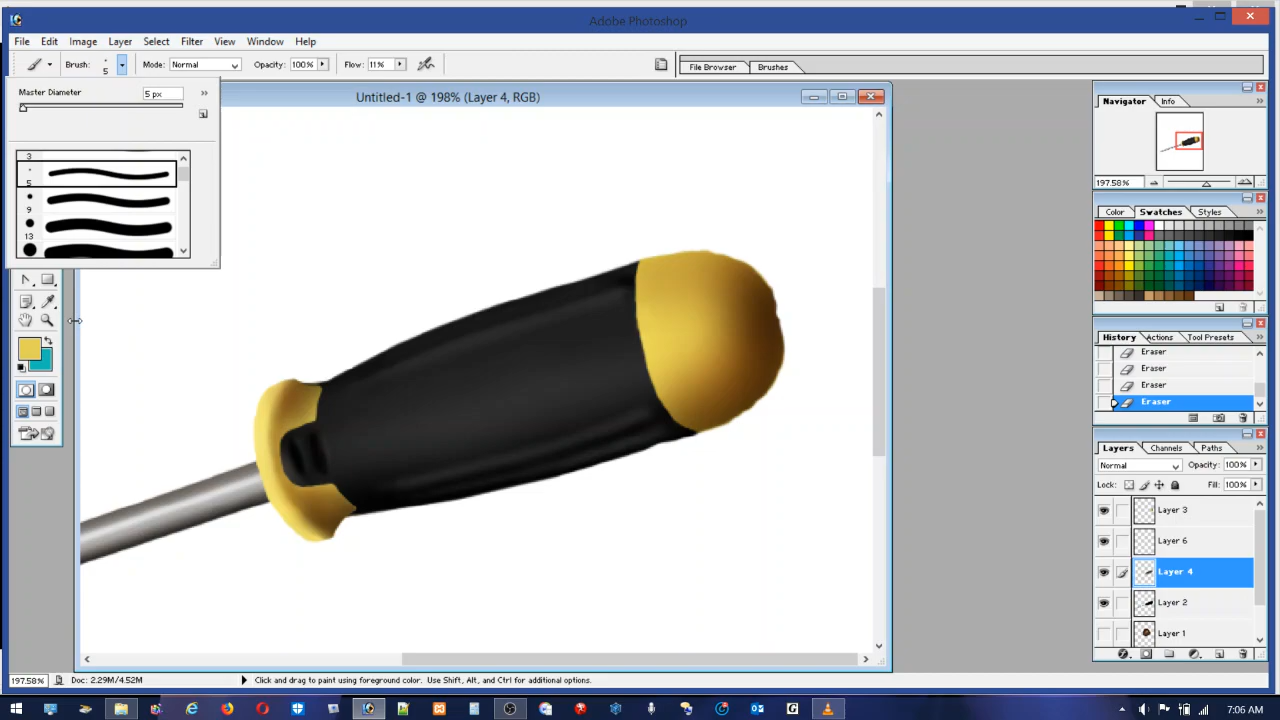 Adobe Photoshop
File Edit Image Layer Select Filter View Window Help
Brush: 5 Mode: Normal Opacity: 100% Flow: 11% File Browser Brushes
Master Diameter 5 px
3
5
9
13
Untitled-1 @ 198% (Layer 4, RGB)
Navigator Info
197.58%
Color Swatches Styles
History Actions Tool Presets
Eraser
Eraser
Eraser
Eraser
Layers Channels Paths
Normal Opacity: 100%
Lock: Fill: 100%
Layer 3
Layer 6
Layer 4
Layer 2
Layer 1
197.58% Doc: 2.29M/4.52M Click and drag to paint using foreground color. Use Shift, Alt, and Ctrl for additional options.
7:06 AM